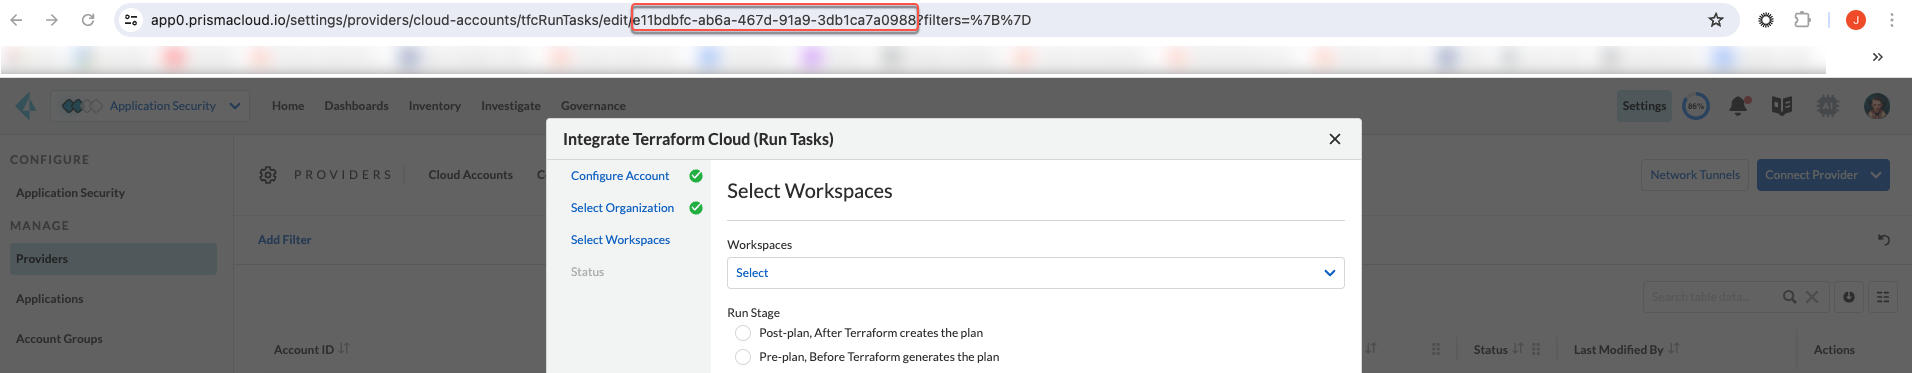 app0.prismacloud.io/settings/providers/cloud-accounts/tfcRunTasks/edit/e11bdbfc-ab6a-467d-91a9-3db1ca7a0988?filters=%7B%7D
J
Application Security
Home
Dashboards
Inventory
Investigate
Governance
Settings
86%
AI
Integrate Terraform Cloud (Run Tasks)
CONFIGURE
Application Security
MANAGE
Providers
Applications
Account Groups
PROVIDERS
Cloud Accounts
Network Tunnels
Connect Provider
Add Filter
Search table data...
Account ID
Status
Last Modified By
Actions
Configure Account
Select Organization
Select Workspaces
Status
Select Workspaces
Workspaces
Select
Run Stage
Post-plan, After Terraform creates the plan
Pre-plan, Before Terraform generates the plan